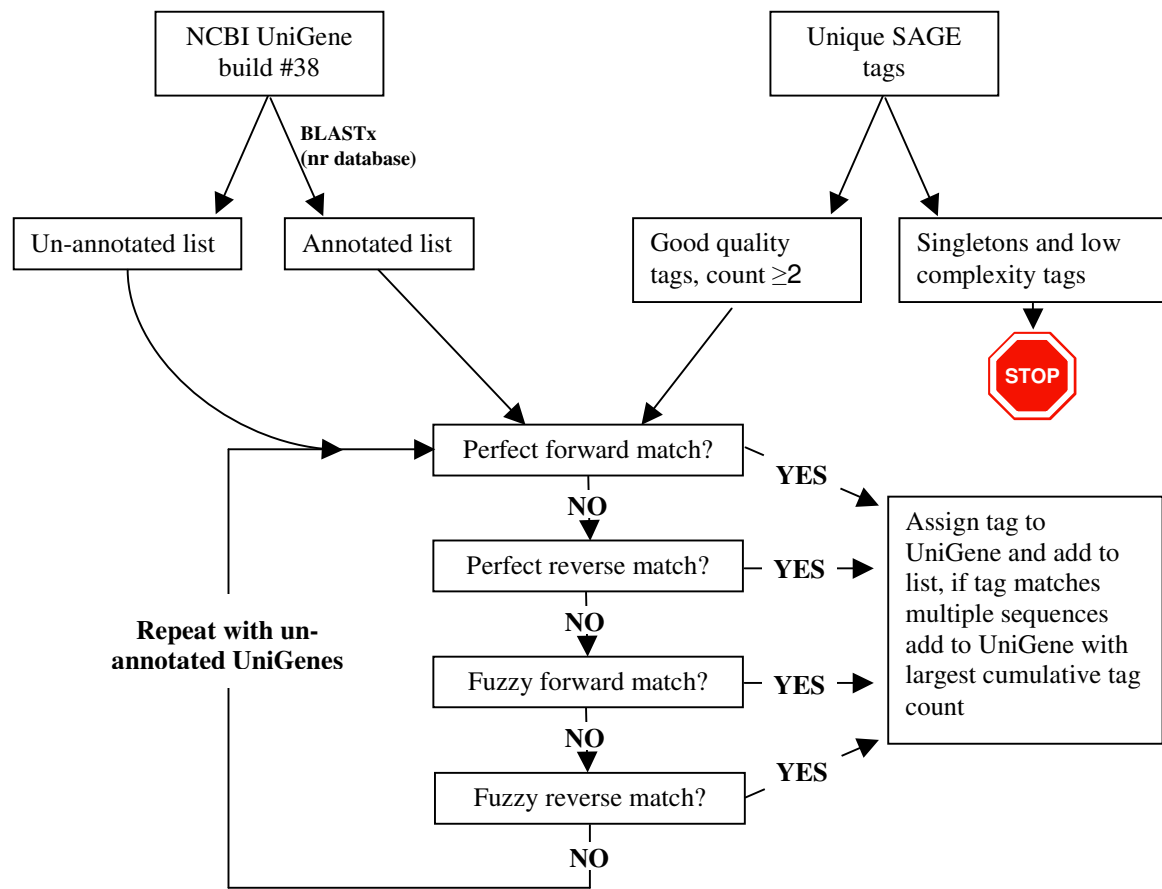 NCBI UniGene
build #38
Unique SAGE
tags
BLASTx
(nr database)
Un-annotated list
Annotated list
Good quality
tags, count ≥2
Singletons and low
complexity tags
STOP
Perfect forward match?
YES
NO
Assign tag to
UniGene and add to
list, if tag matches
multiple sequences
add to UniGene with
largest cumulative tag
count
Perfect reverse match?
YES
NO
Repeat with un-
annotated UniGenes
Fuzzy forward match?
YES
NO
Fuzzy reverse match?
YES
NO